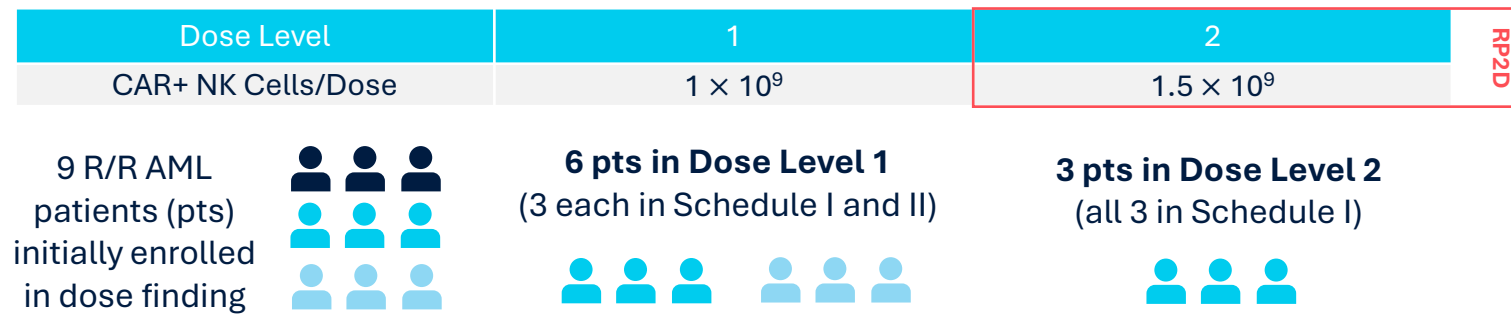 Dose Level 1 2
RP2D
CAR+ NK Cells/Dose 1 × 10⁹ 1.5 × 10⁹
9 R/R AML
patients (pts)
initially enrolled
in dose finding
6 pts in Dose Level 1
(3 each in Schedule I and II)
3 pts in Dose Level 2
(all 3 in Schedule I)